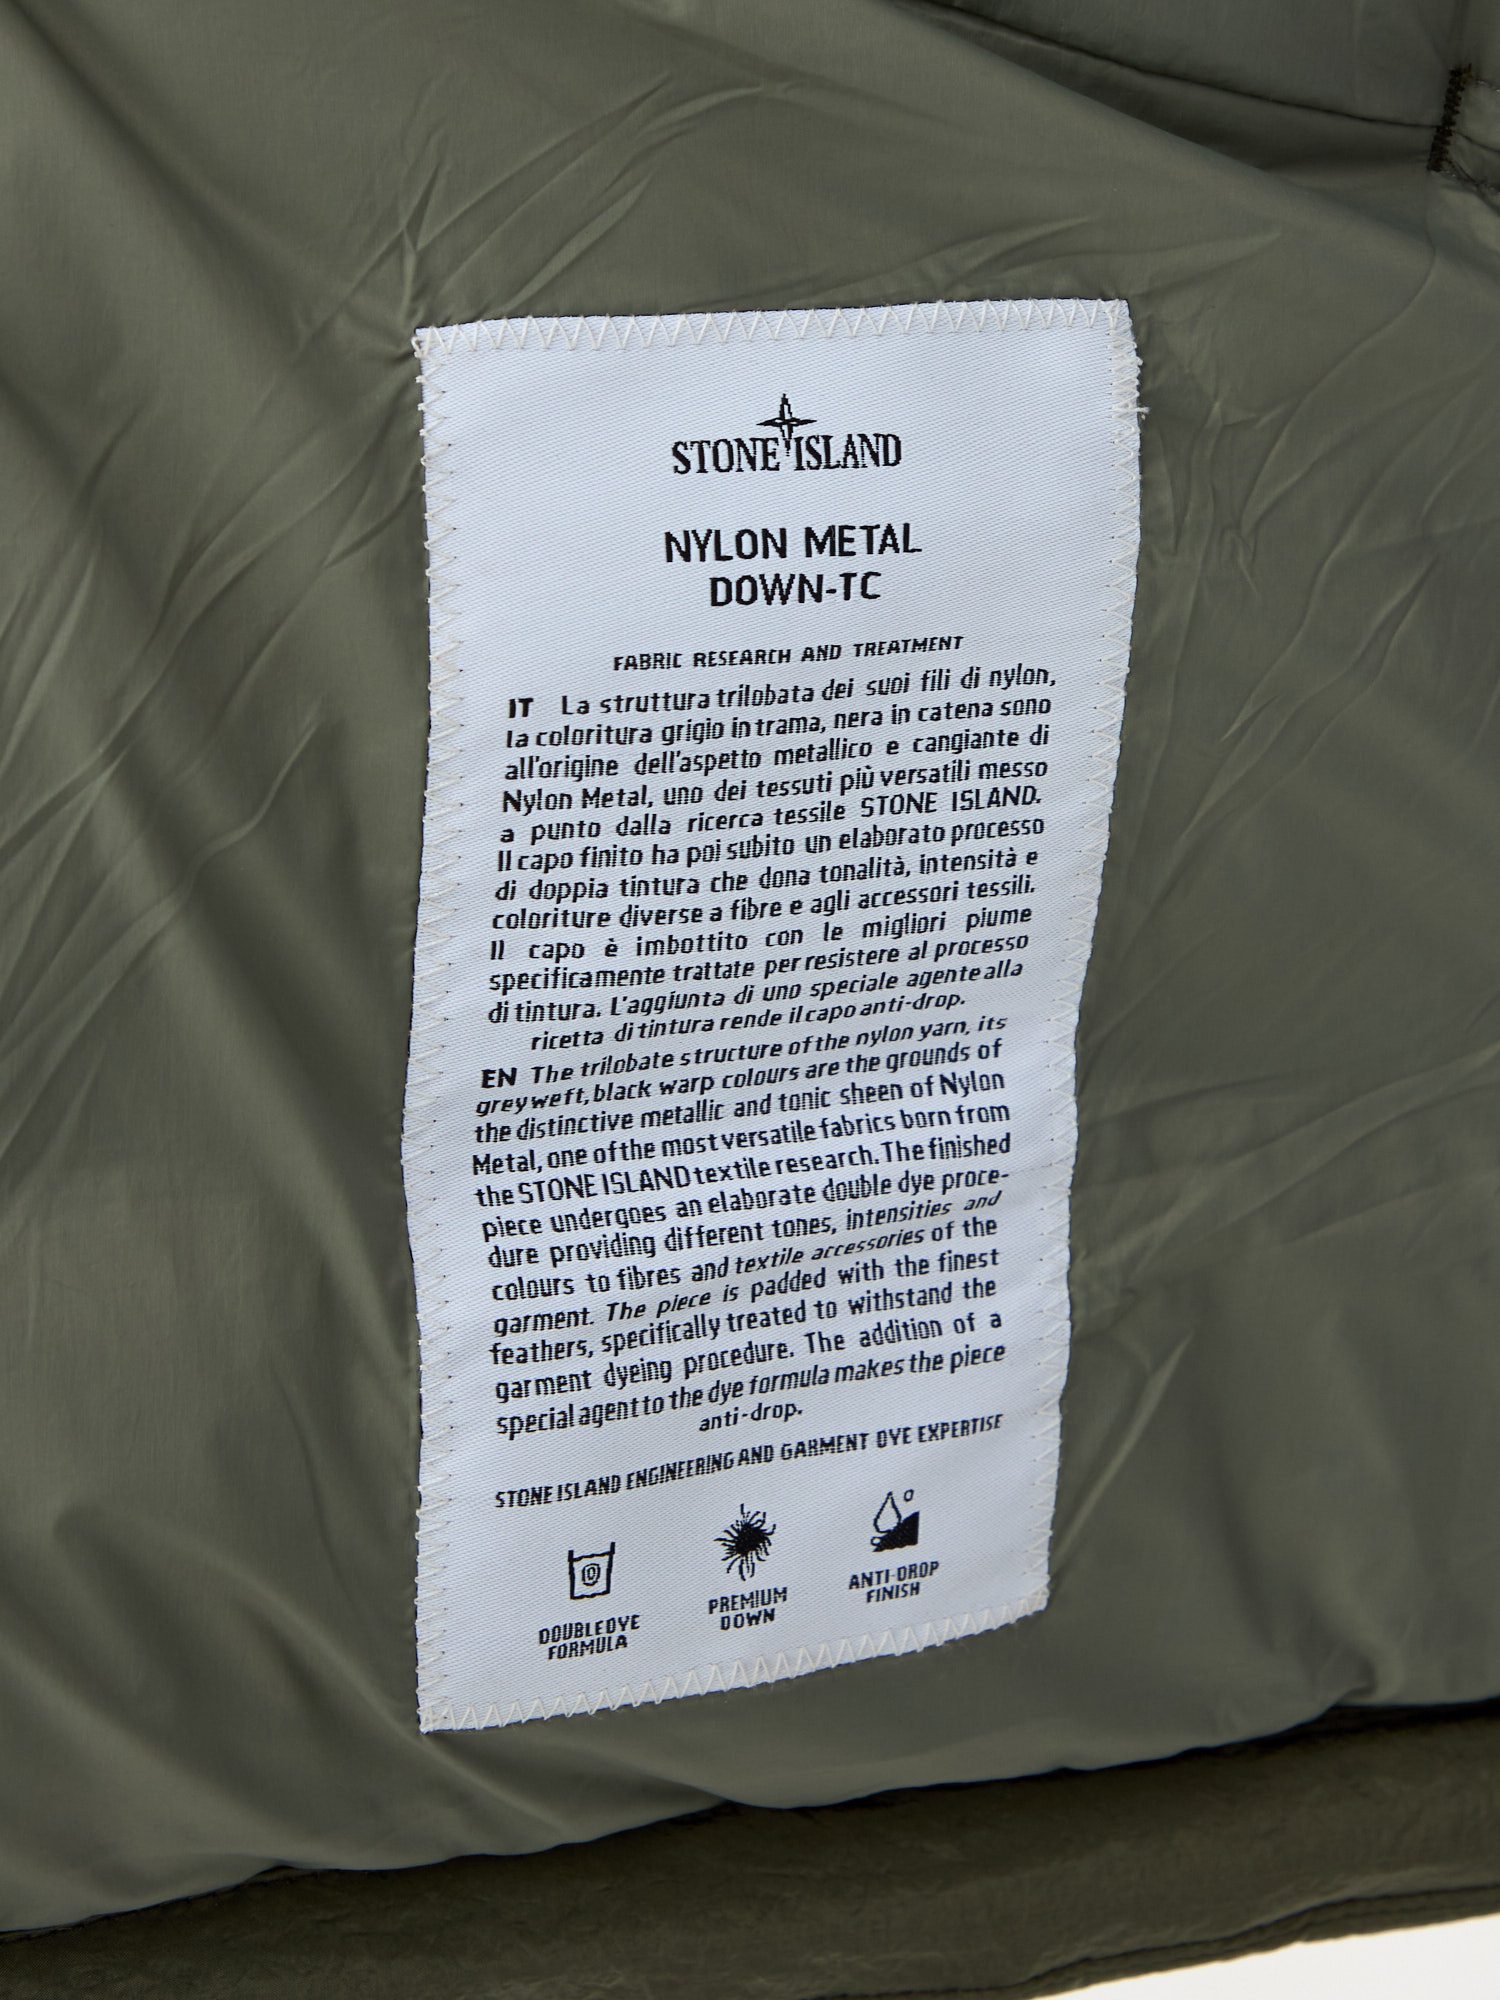 STONE ISLAND
NYLON METAL
DOWN-TC
FABRIC RESEARCH AND TREATMENT
IT La struttura trilobata dei suoi fili di nylon,
la coloritura grigio in trama, nera in catena sono
all'origine dell'aspetto metallico e cangiante di
Nylon Metal, uno dei tessuti più versatili messo
a punto dalla ricerca tessile STONE ISLAND.
Il capo finito ha poi subito un elaborato processo
di doppia tintura che dona tonalità, intensità e
coloriture diverse a fibre e agli accessori tessili.
Il capo è imbottito con le migliori piume
specificamente trattate per resistere al processo
di tintura. L'aggiunta di uno speciale agente alla
ricetta di tintura rende il capo anti-drop.
EN The trilobate structure of the nylon yarn, its
grey weft, black warp colours are the grounds of
the distinctive metallic and tonic sheen of Nylon
Metal, one of the most versatile fabrics born from
the STONE ISLAND textile research. The finished
piece undergoes an elaborate double dye proce-
dure providing different tones, intensities and
colours to fibres and textile accessories of the
garment. The piece is padded with the finest
feathers, specifically treated to withstand the
garment dyeing procedure. The addition of a
special agent to the dye formula makes the piece
anti-drop.
STONE ISLAND ENGINEERING AND GARMENT DYE EXPERTISE
DOUBLE DYE
FORMULA
PREMIUM
DOWN
ANTI-DROP
FINISH